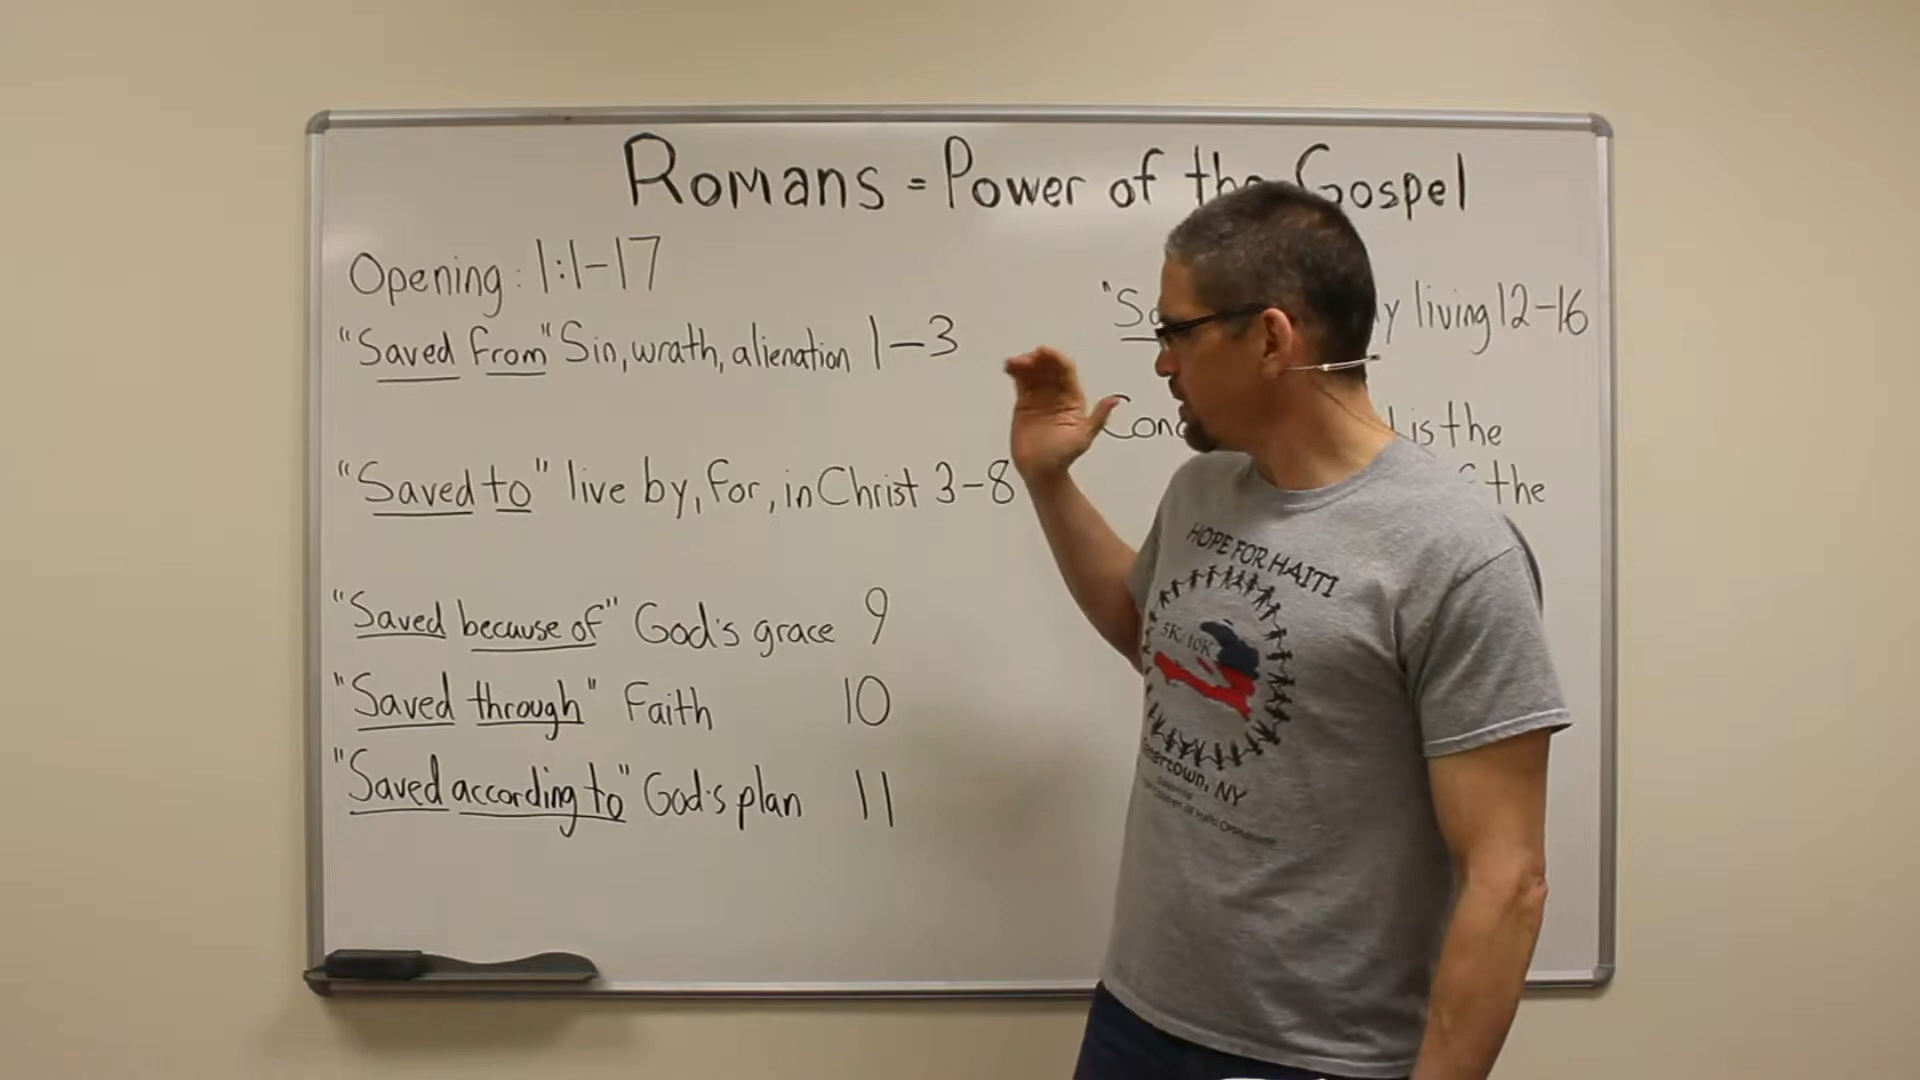 Romans = Power of the Gospel
Opening: 1:1-17
"Saved from" Sin, wrath, alienation 1-3
"Saved to" live by, for, in Christ 3-8
"Saved because of" God's grace 9
"Saved through" Faith 10
"Saved according to" God's plan 11
living 12-16
is the
the
HOPE FOR HAITI
5K/10K
NY